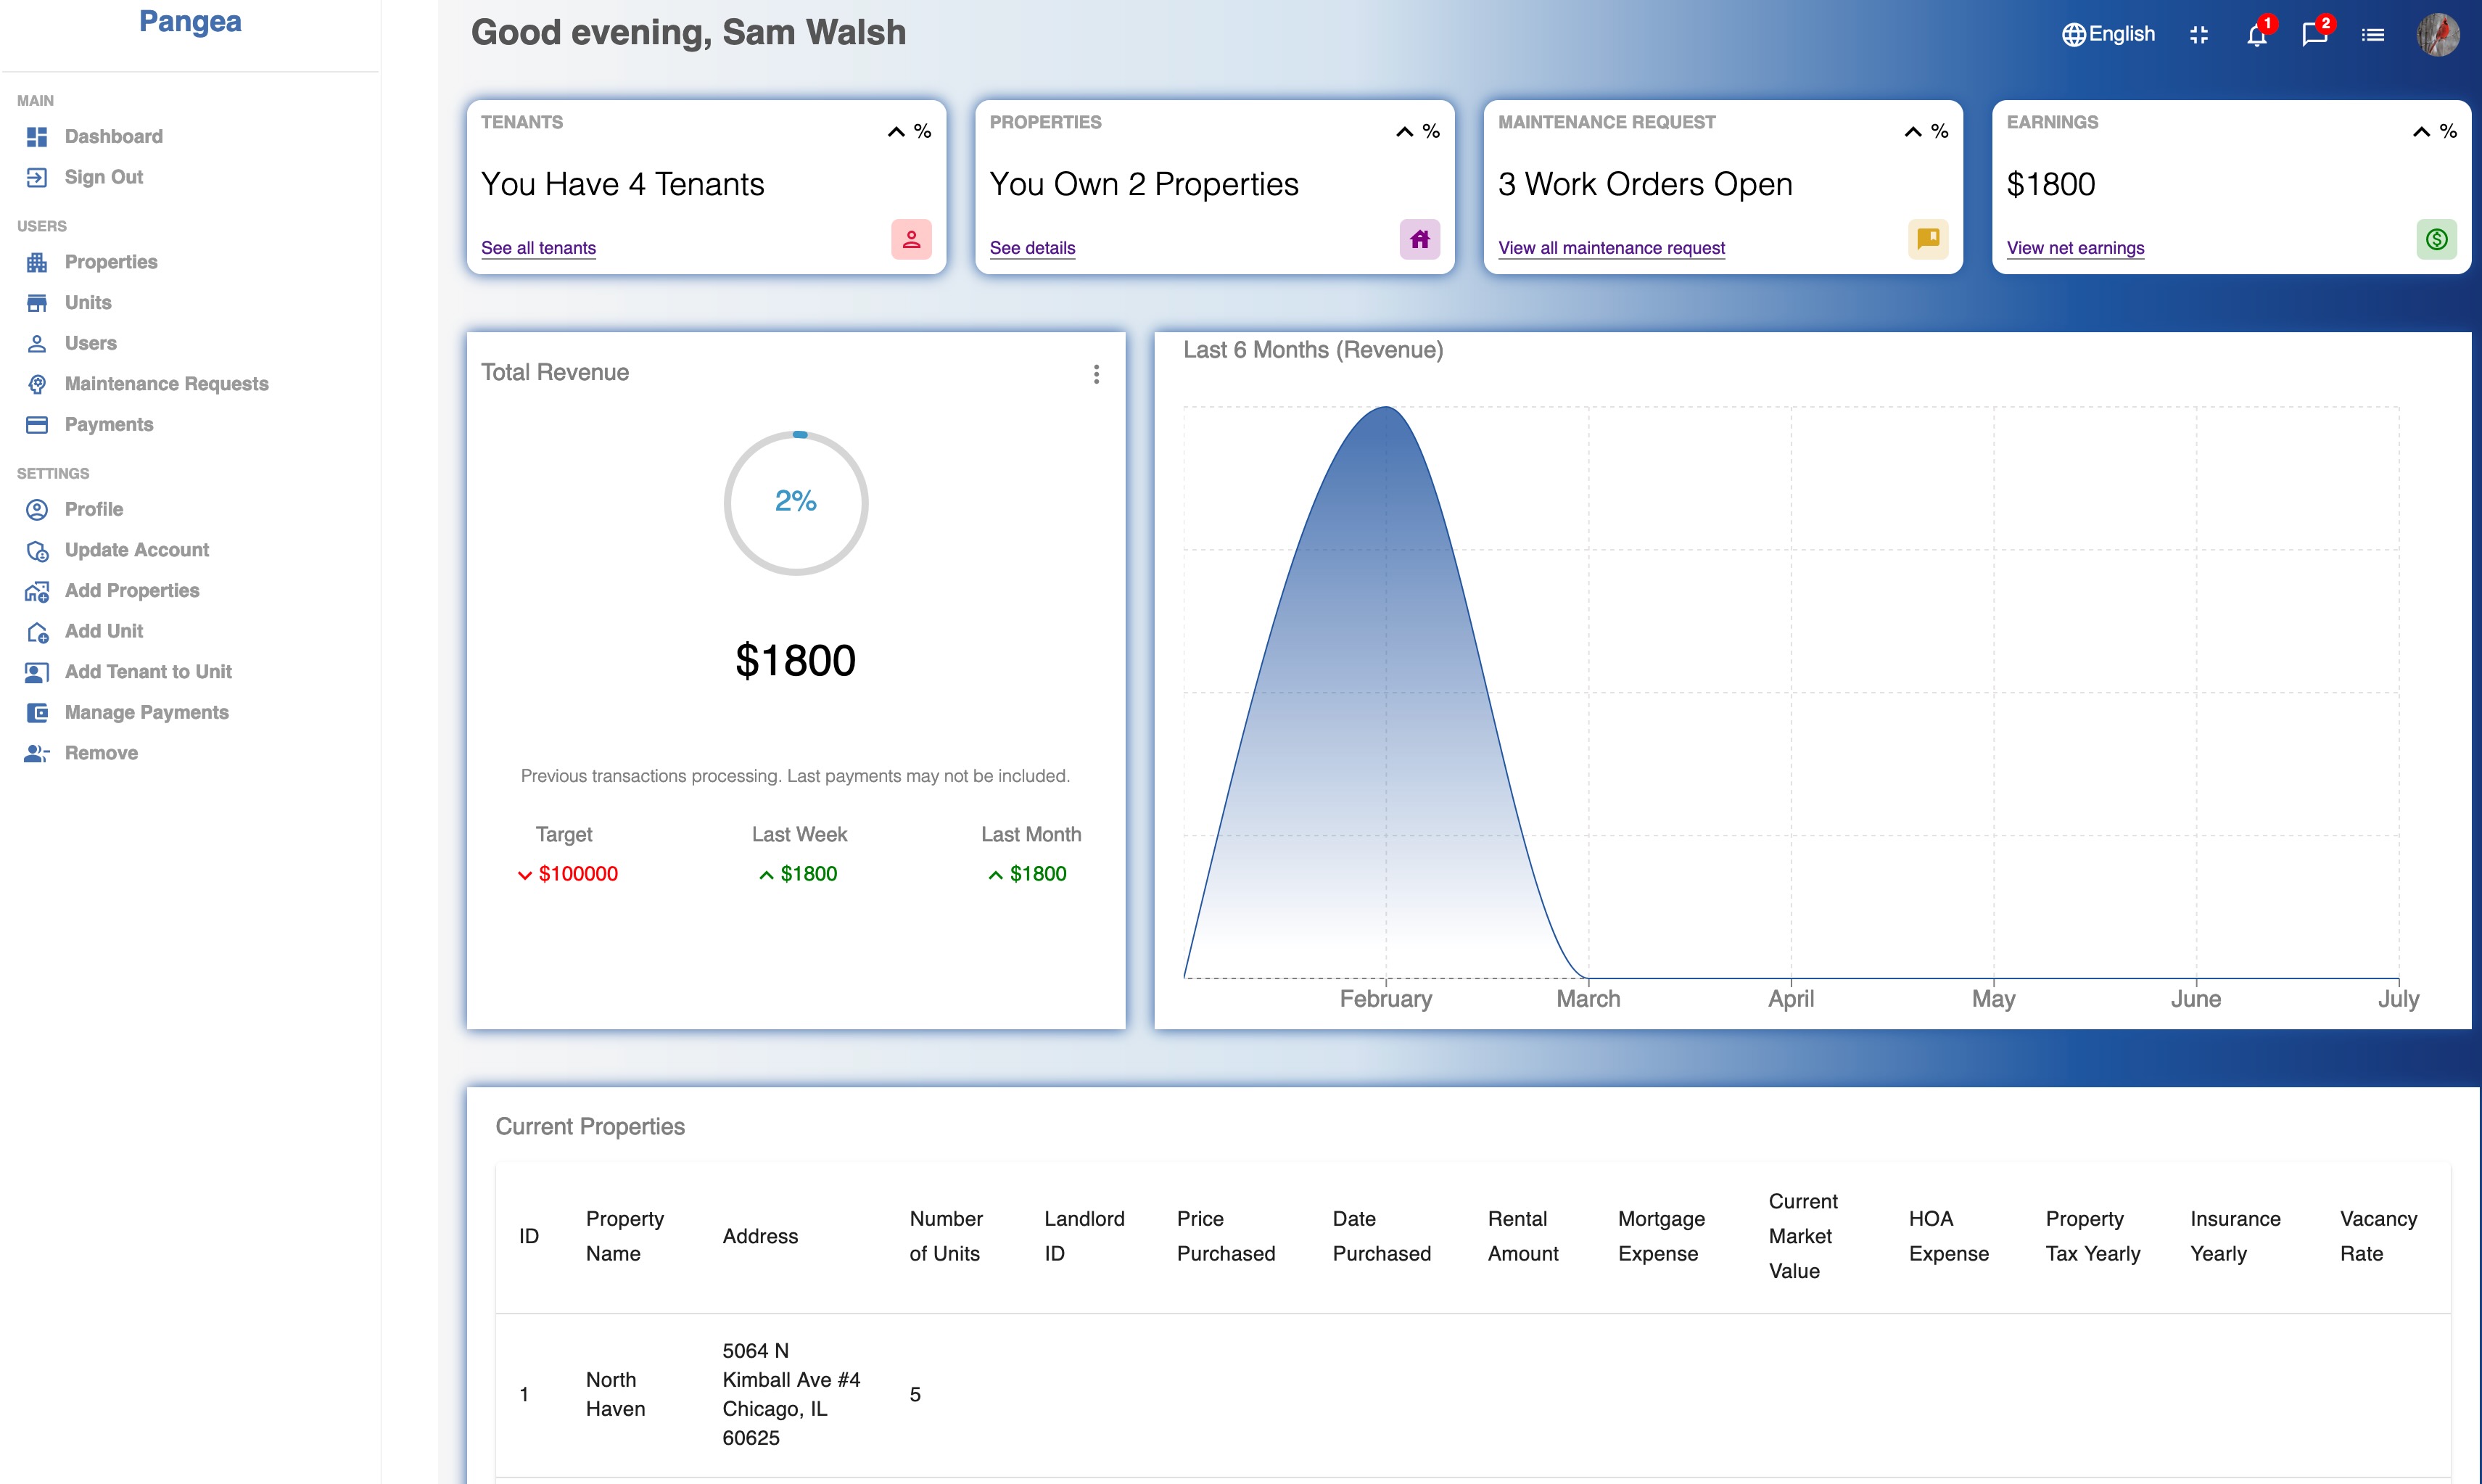 Pangea
MAIN
Dashboard
Sign Out
USERS
Properties
Units
Users
Maintenance Requests
Payments
SETTINGS
Profile
Update Account
Add Properties
Add Unit
Add Tenant to Unit
Manage Payments
Remove
Good evening, Sam Walsh
English
1
2
TENANTS
%
You Have 4 Tenants
See all tenants
PROPERTIES
%
You Own 2 Properties
See details
MAINTENANCE REQUEST
%
3 Work Orders Open
View all maintenance request
EARNINGS
%
$1800
View net earnings
Total Revenue
2%
$1800
Previous transactions processing. Last payments may not be included.
Target
$100000
Last Week
$1800
Last Month
$1800
Last 6 Months (Revenue)
February March April May June July
Current Properties
ID
Property
Name
Address
Number
of Units
Landlord
ID
Price
Purchased
Date
Purchased
Rental
Amount
Mortgage
Expense
Current
Market
Value
HOA
Expense
Property
Tax Yearly
Insurance
Yearly
Vacancy
Rate
1
North
Haven
5064 N
Kimball Ave #4
Chicago, IL
60625
5